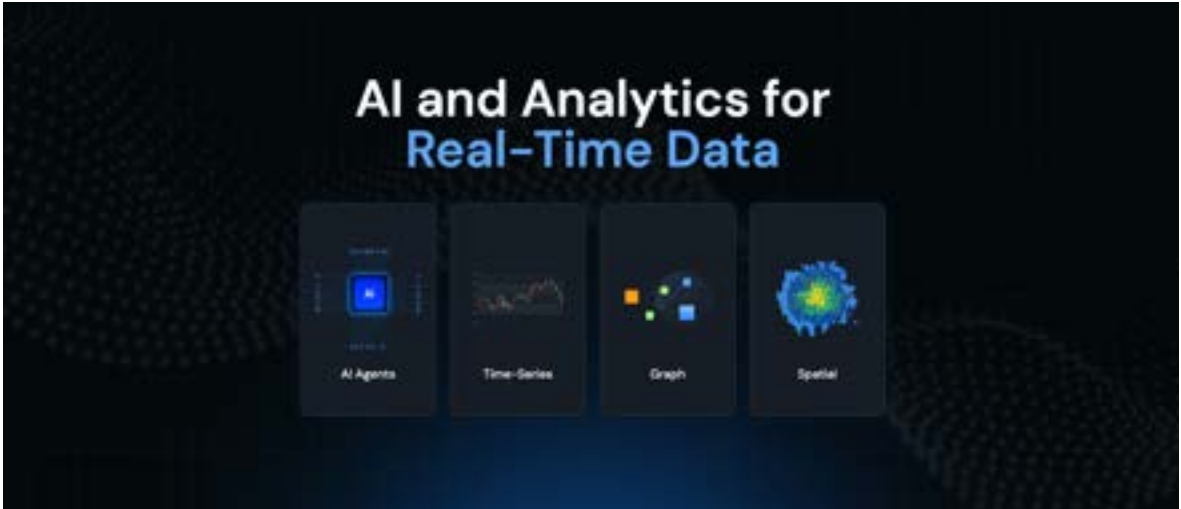 AI and Analytics for
Real-Time Data
AI
AI Agents
Time-Series
Graph
Spatial